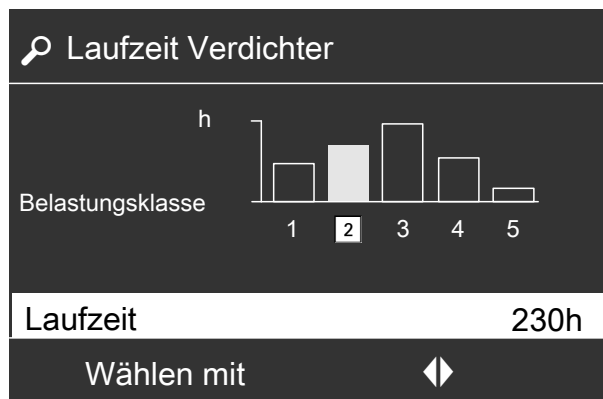 Laufzeit Verdichter
h
Belastungsklasse
1 2 3 4 5
Laufzeit 230h
Wählen mit